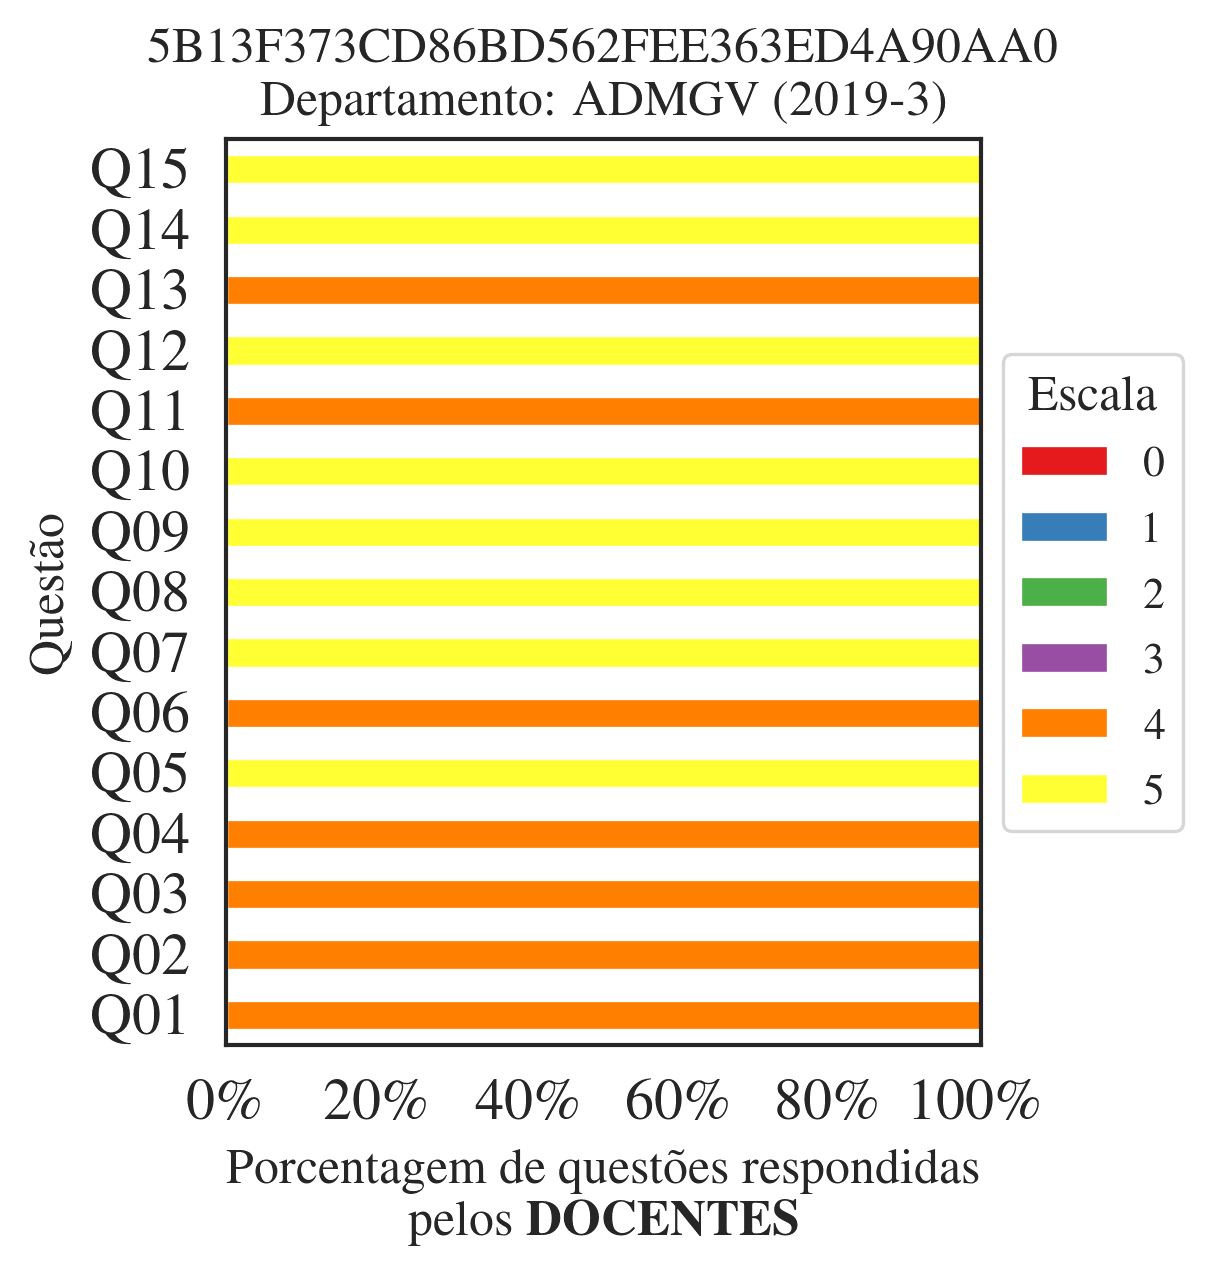 5B13F373CD86BD562FEE363ED4A90AA0
Departamento: ADMGV (2019-3)
Questão
Q15
Q14
Q13
Q12
Q11
Q10
Q09
Q08
Q07
Q06
Q05
Q04
Q03
Q02
Q01
0% 20% 40% 60% 80% 100%
Porcentagem de questões respondidas
pelos DOCENTES
Escala
0
1
2
3
4
5